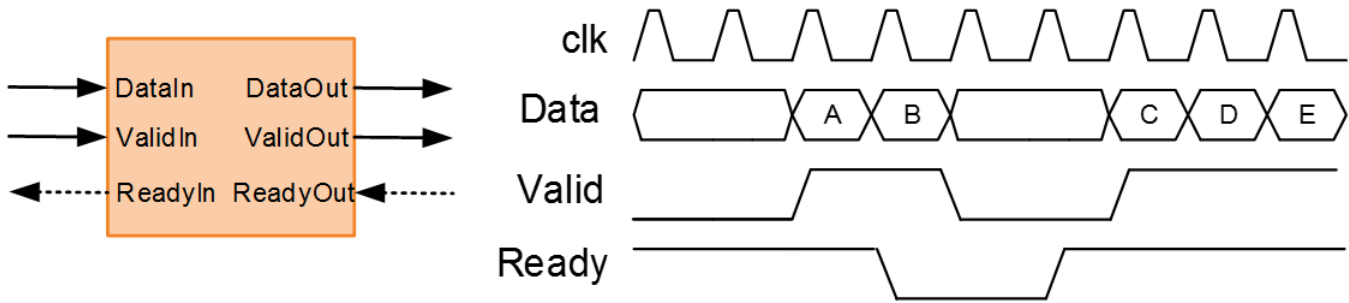 DataIn DataOut
ValidIn ValidOut
ReadyIn ReadyOut
clk
Data A B C D E
Valid
Ready